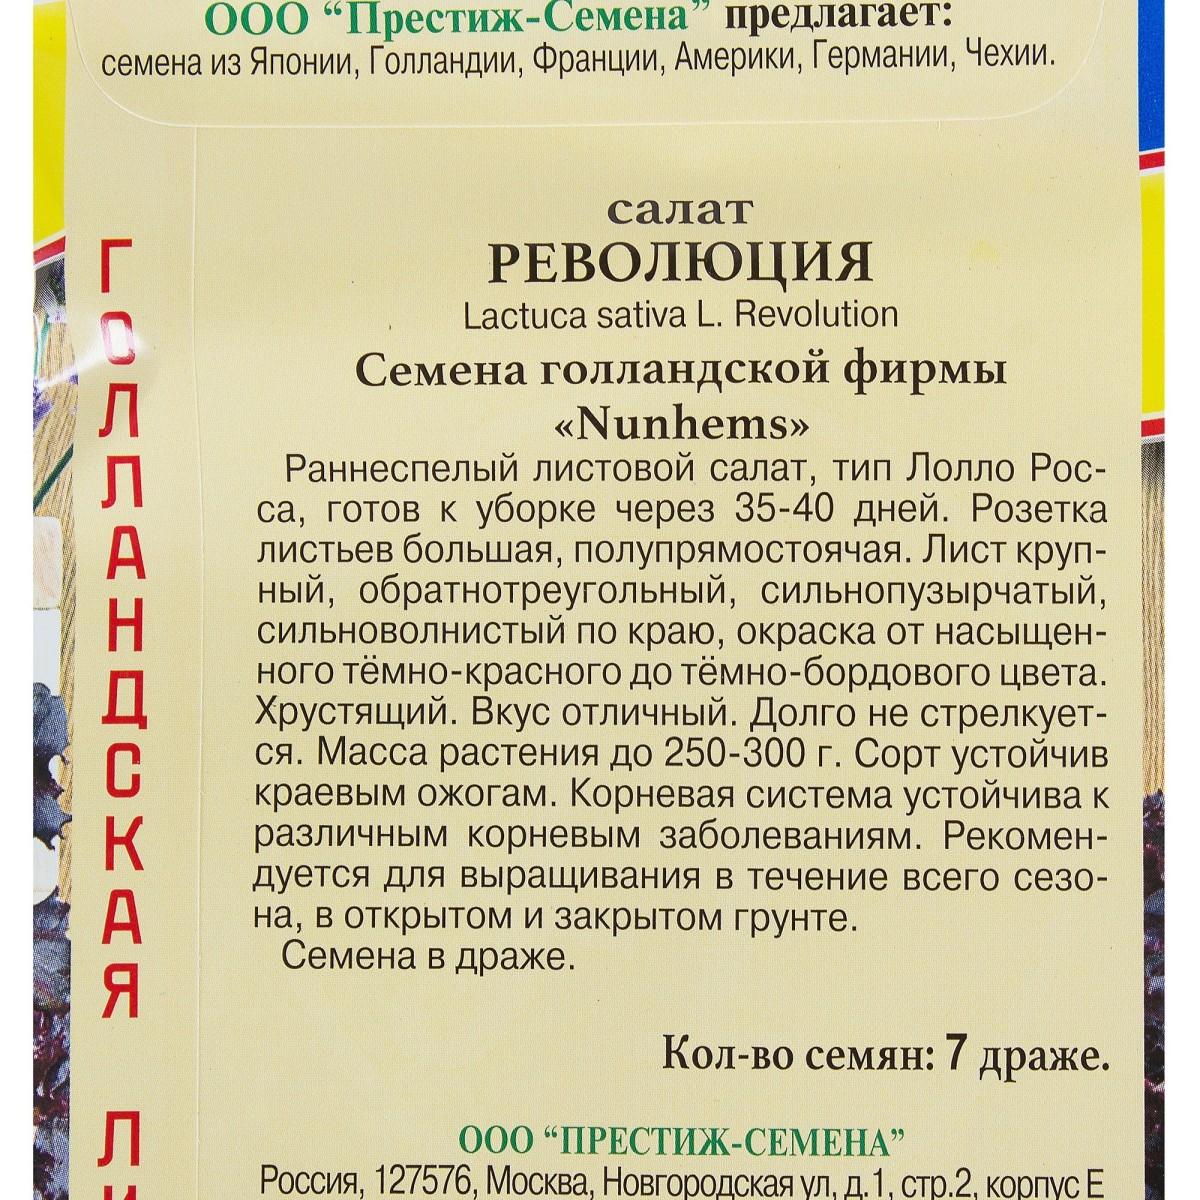 ООО “Престиж-Семена” предлагает:
семена из Японии, Голландии, Франции, Америки, Германии, Чехии.
салат
РЕВОЛЮЦИЯ
Lactuca sativa L. Revolution
Семена голландской фирмы
«Nunhems»
Раннеспелый листовой салат, тип Лолло Рос-
са, готов к уборке через 35-40 дней. Розетка
листьев большая, полупрямостоячая. Лист круп-
ный, обратнотреугольный, сильнопузырчатый,
сильноволнистый по краю, окраска от насыщен-
ного тёмно-красного до тёмно-бордового цвета.
Хрустящий. Вкус отличный. Долго не стрелкует-
ся. Масса растения до 250-300 г. Сорт устойчив
краевым ожогам. Корневая система устойчива к
различным корневым заболеваниям. Рекомен-
дуется для выращивания в течение всего сезо-
на, в открытом и закрытом грунте.
Семена в драже.
Кол-во семян: 7 драже.
ООО “ПРЕСТИЖ-СЕМЕНА”
Россия, 127576, Москва, Новгородская ул, д.1, стр.2, корпус Е
ГОЛЛАНДСКАЯ ЛИ